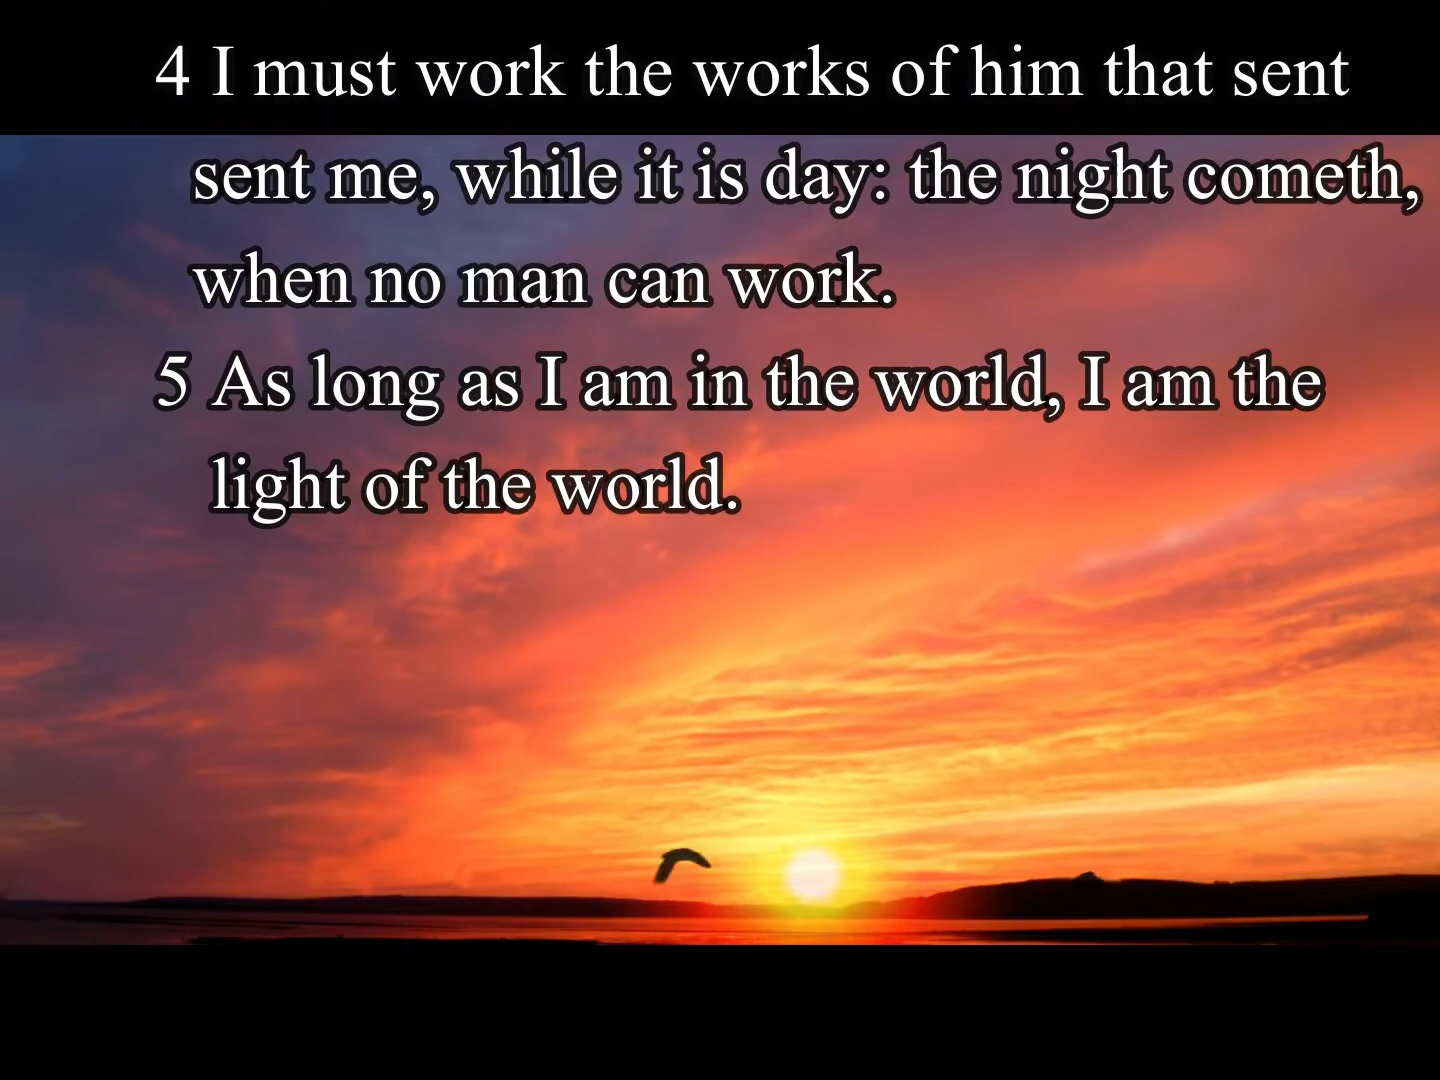 4 I must work the works of him that sent
sent me, while it is day: the night cometh,
when no man can work.
5 As long as I am in the world, I am the
light of the world.